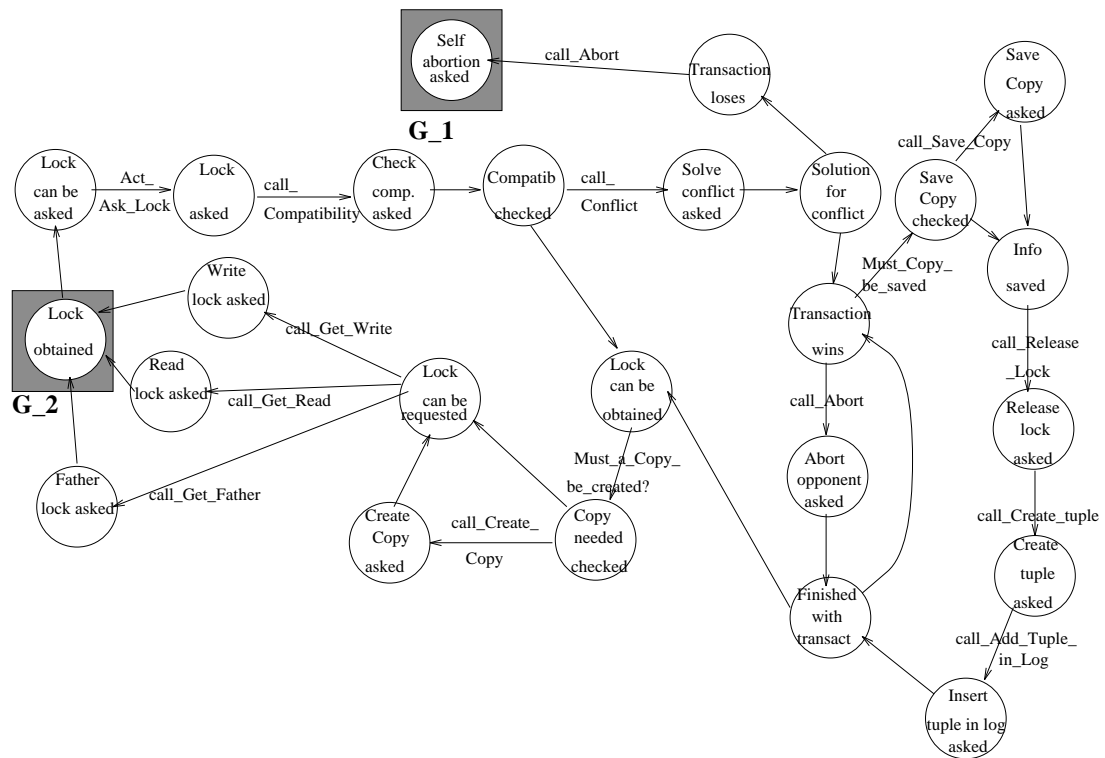 Self
abortion
asked
G_1
call_Abort
Transaction
loses
Save
Copy
asked
call_Save_Copy
Lock
can be
asked
Act_
Ask_Lock
Lock
asked
call_
Compatibility
Check
comp.
asked
Compatib
checked
call_
Conflict
Solve
conflict
asked
Solution
for
conflict
Save
Copy
checked
Must_Copy_
be_saved
Info
saved
Write
lock asked
Lock
obtained
G_2
call_Get_Write
Read
lock asked
call_Get_Read
Lock
can be
requested
Lock
can be
obtained
Transaction
wins
call_Release
_Lock
call_Abort
Release
lock
asked
Father
lock asked
call_Get_Father
Must_a_Copy_
be_created?
Abort
opponent
asked
Create
Copy
asked
call_Create_
Copy
Copy
needed
checked
call_Create_tuple
Create
tuple
asked
Finished
with
transact
call_Add_Tuple_
in_Log
Insert
tuple in log
asked